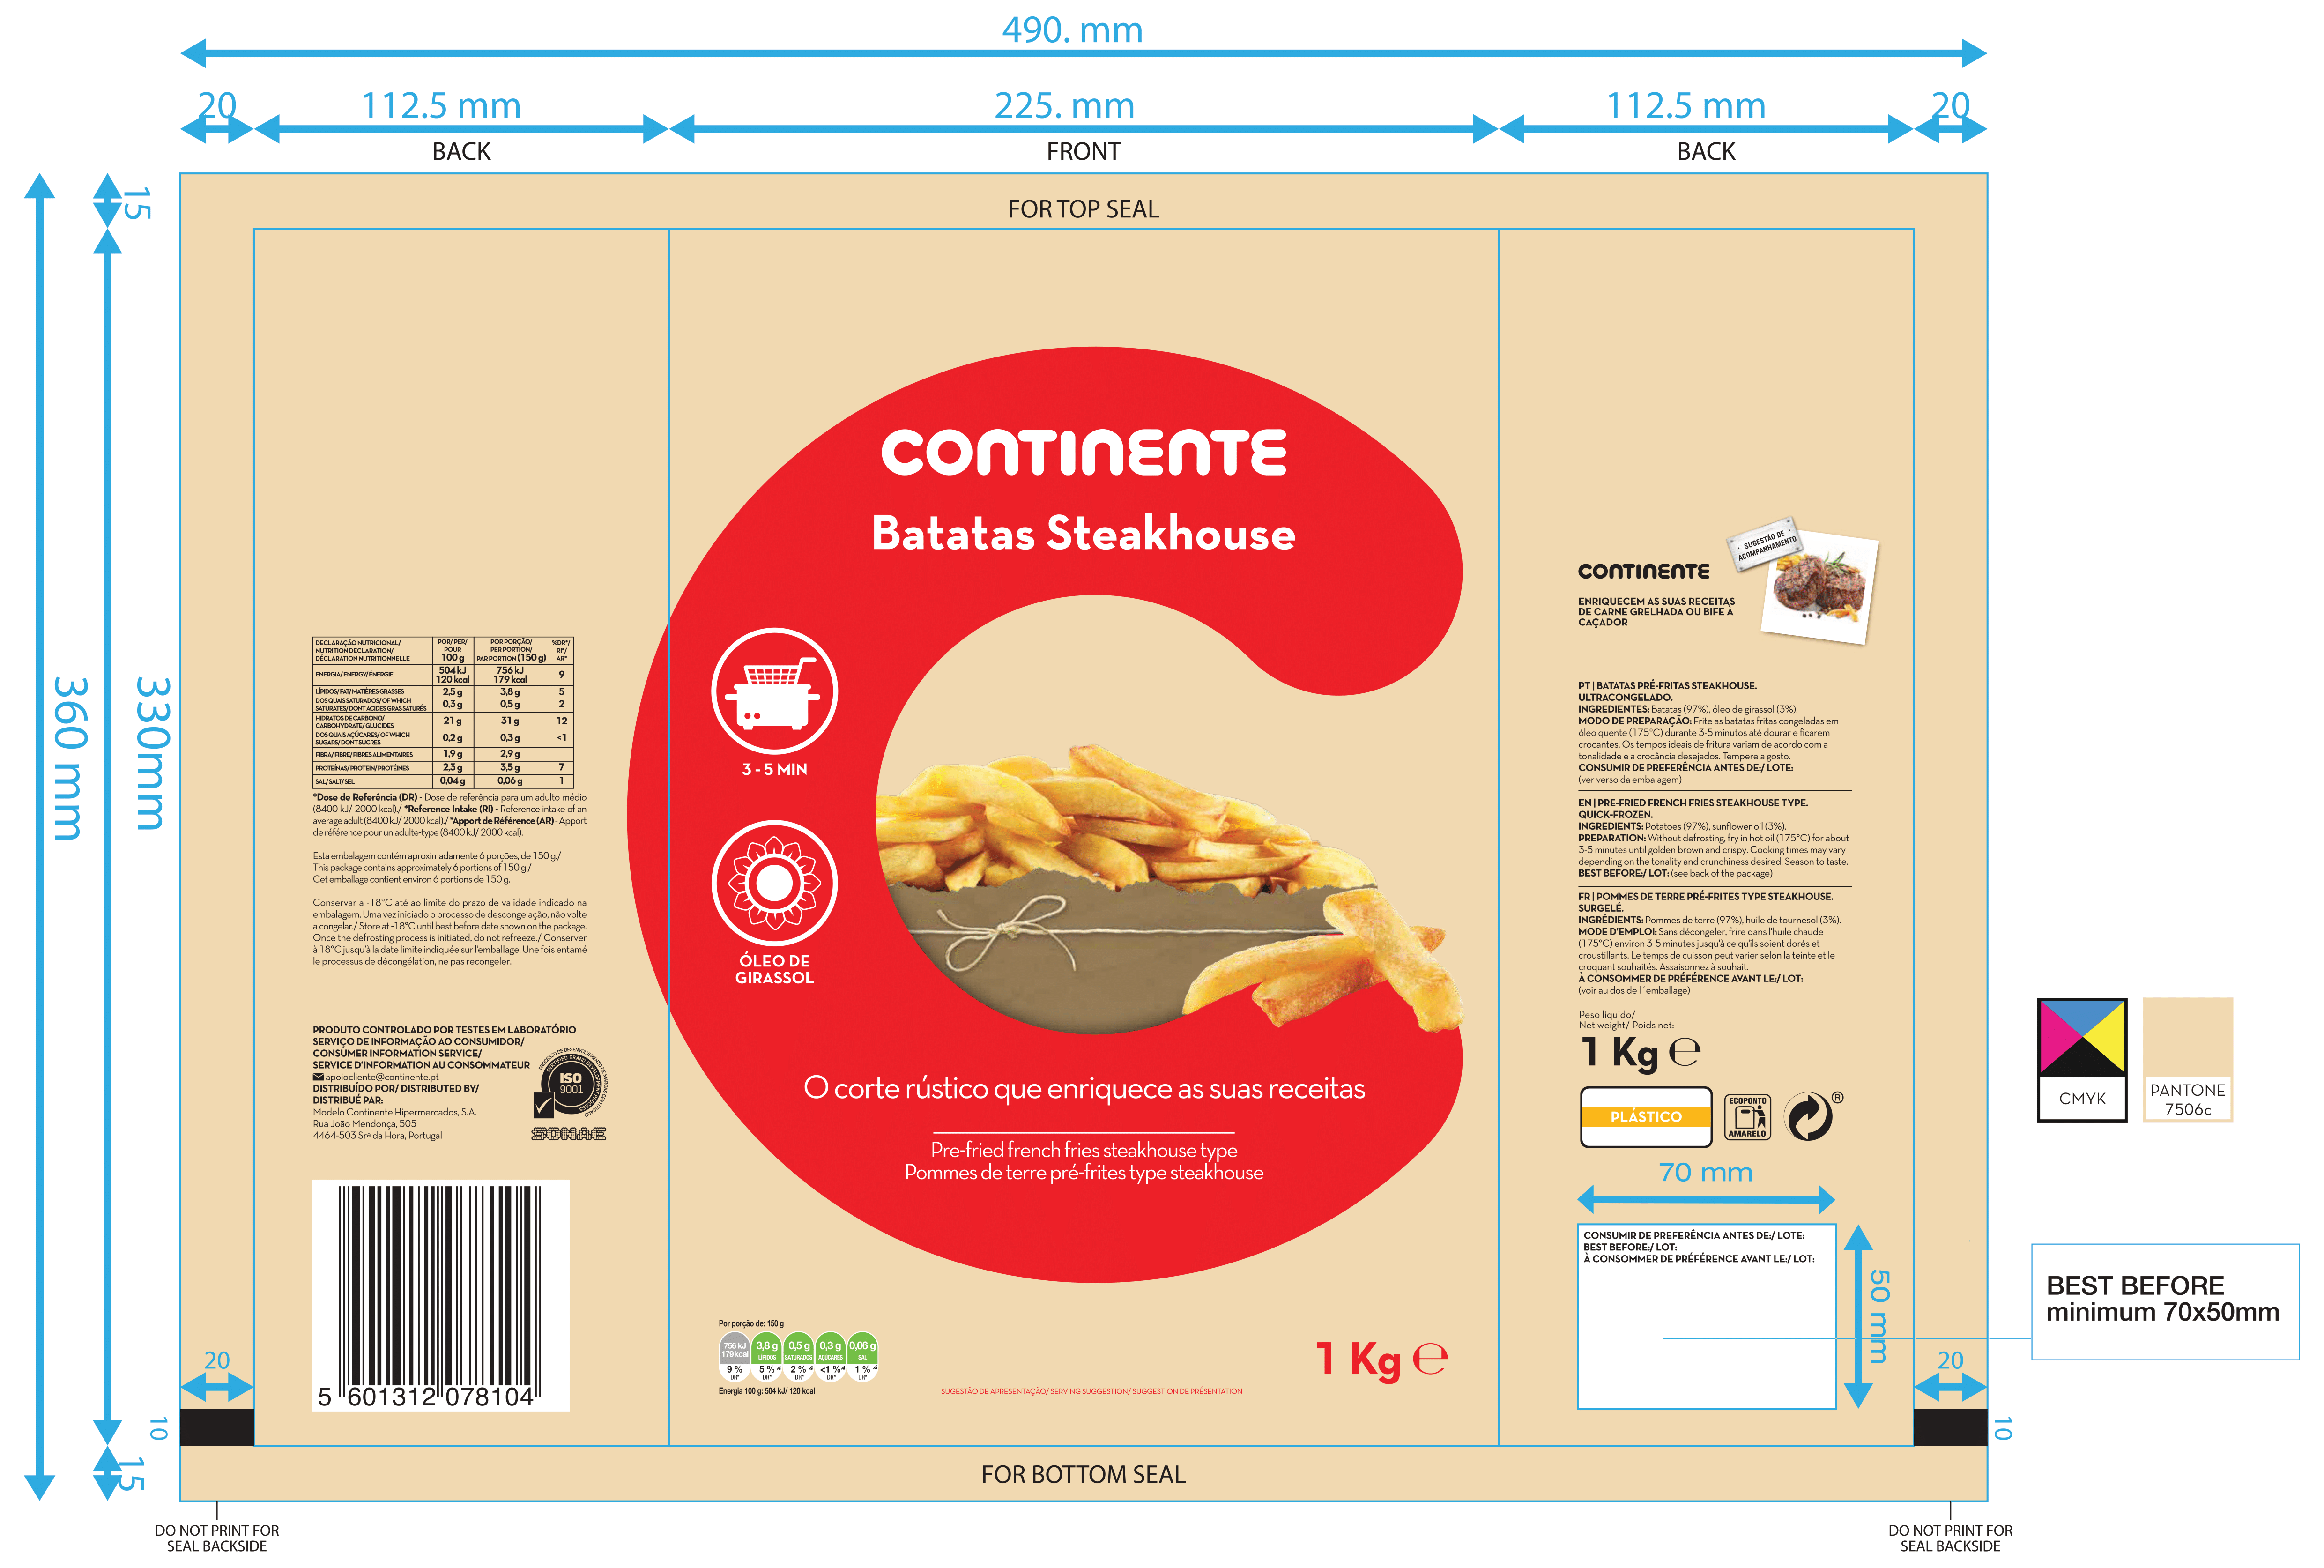 490. mm
20
112.5 mm
225. mm
112.5 mm
20
BACK
FRONT
BACK
15
FOR TOP SEAL
360 mm
330mm
DECLARAÇÃO NUTRICIONAL/ NUTRITION DECLARATION/ DÉCLARATION NUTRITIONNELLE
POR/ PER/ POUR 100 g
POR PORÇÃO/ PER PORTION/ PAR PORTION (150 g)
%DR*/ RI*/ AR*
ENERGIA/ ENERGY/ ÉNERGIE 504 kJ 120 kcal 756 kJ 179 kcal 9
LÍPIDOS/ FAT/ MATIÈRES GRASSES 2,5 g 3,8 g 5
DOS QUAIS SATURADOS/ OF WHICH SATURATES/ DONT ACIDES GRAS SATURÉS 0,3 g 0,5 g 2
HIDRATOS DE CARBONO/ CARBOHYDRATE/ GLUCIDES 21 g 31 g 12
DOS QUAIS AÇÚCARES/ OF WHICH SUGARS/ DONT SUCRES 0,2 g 0,3 g <1
FIBRA/ FIBRE/ FIBRES ALIMENTAIRES 1,9 g 2,9 g
PROTEÍNAS/ PROTEIN/ PROTÉINES 2,3 g 3,5 g 7
SAL/ SALT/ SEL 0,04 g 0,06 g 1
*Dose de Referência (DR) - Dose de referência para um adulto médio
(8400 kJ/ 2000 kcal)./ *Reference Intake (RI) - Reference intake of an
average adult (8400 kJ/ 2000 kcal)./ *Apport de Référence (AR) - Apport
de référence pour un adulte-type (8400 kJ/ 2000 kcal).
Esta embalagem contém aproximadamente 6 porções, de 150 g./
This package contains approximately 6 portions of 150 g./
Cet emballage contient environ 6 portions de 150 g.
Conservar a -18°C até ao limite do prazo de validade indicado na
embalagem. Uma vez iniciado o processo de descongelação, não volte
a congelar./ Store at -18°C until best before date shown on the package.
Once the defrosting process is initiated, do not refreeze./ Conserver
à 18°C jusqu'à la date limite indiquée sur l'emballage. Une fois entamé
le processus de décongélation, ne pas recongeler.
PRODUTO CONTROLADO POR TESTES EM LABORATÓRIO
SERVIÇO DE INFORMAÇÃO AO CONSUMIDOR/
CONSUMER INFORMATION SERVICE/
SERVICE D'INFORMATION AU CONSOMMATEUR
apoiocliente@continente.pt
DISTRIBUÍDO POR/ DISTRIBUTED BY/
DISTRIBUÉ PAR:
Modelo Continente Hipermercados, S.A.
Rua João Mendonça, 505
4464-503 Srª da Hora, Portugal
PROCESSO DE DESENVOLVIMENTO DE MARCAS CERTIFICADO
CERTIFIED BRAND DEVELOPMENT PROCESS
ISO
9001
SONAE
5 601312 078104
CONTINENTE
Batatas Steakhouse
3 - 5 MIN
ÓLEO DE
GIRASSOL
O corte rústico que enriquece as suas receitas
Pre-fried french fries steakhouse type
Pommes de terre pré-frites type steakhouse
Por porção de: 150 g
756 kJ 179 kcal 9 % DR*
3,8 g LÍPIDOS 5 % DR*
0,5 g SATURADOS 2 % DR*
0,3 g AÇÚCARES <1 % DR*
0,06 g SAL 1 % DR*
Energia 100 g: 504 kJ/ 120 kcal
SUGESTÃO DE APRESENTAÇÃO/ SERVING SUGGESTION/ SUGGESTION DE PRÉSENTATION
1 Kg ℮
SUGESTÃO DE
ACOMPANHAMENTO
CONTINENTE
ENRIQUECEM AS SUAS RECEITAS
DE CARNE GRELHADA OU BIFE À
CAÇADOR
PT | BATATAS PRÉ-FRITAS STEAKHOUSE.
ULTRACONGELADO.
INGREDIENTES: Batatas (97%), óleo de girassol (3%).
MODO DE PREPARAÇÃO: Frite as batatas fritas congeladas em
óleo quente (175°C) durante 3-5 minutos até dourar e ficarem
crocantes. Os tempos ideais de fritura variam de acordo com a
tonalidade e a crocância desejados. Tempere a gosto.
CONSUMIR DE PREFERÊNCIA ANTES DE:/ LOTE:
(ver verso da embalagem)
EN | PRE-FRIED FRENCH FRIES STEAKHOUSE TYPE.
QUICK-FROZEN.
INGREDIENTS: Potatoes (97%), sunflower oil (3%).
PREPARATION: Without defrosting, fry in hot oil (175°C) for about
3-5 minutes until golden brown and crispy. Cooking times may vary
depending on the tonality and crunchiness desired. Season to taste.
BEST BEFORE:/ LOT: (see back of the package)
FR | POMMES DE TERRE PRÉ-FRITES TYPE STEAKHOUSE.
SURGELÉ.
INGRÉDIENTS: Pommes de terre (97%), huile de tournesol (3%).
MODE D'EMPLOI: Sans décongeler, frire dans l'huile chaude
(175°C) environ 3-5 minutes jusqu'à ce qu'ils soient dorés et
croustillants. Le temps de cuisson peut varier selon la teinte et le
croquant souhaités. Assaisonnez à souhait.
À CONSOMMER DE PRÉFÉRENCE AVANT LE:/ LOT:
(voir au dos de l´emballage)
Peso líquido/
Net weight/ Poids net:
1 Kg ℮
PLÁSTICO
ECOPONTO
AMARELO
®
70 mm
CONSUMIR DE PREFERÊNCIA ANTES DE:/ LOTE:
BEST BEFORE:/ LOT:
À CONSOMMER DE PRÉFÉRENCE AVANT LE:/ LOT:
50 mm
CMYK
PANTONE
7506c
BEST BEFORE
minimum 70x50mm
20
20
10
10
15
FOR BOTTOM SEAL
DO NOT PRINT FOR
SEAL BACKSIDE
DO NOT PRINT FOR
SEAL BACKSIDE